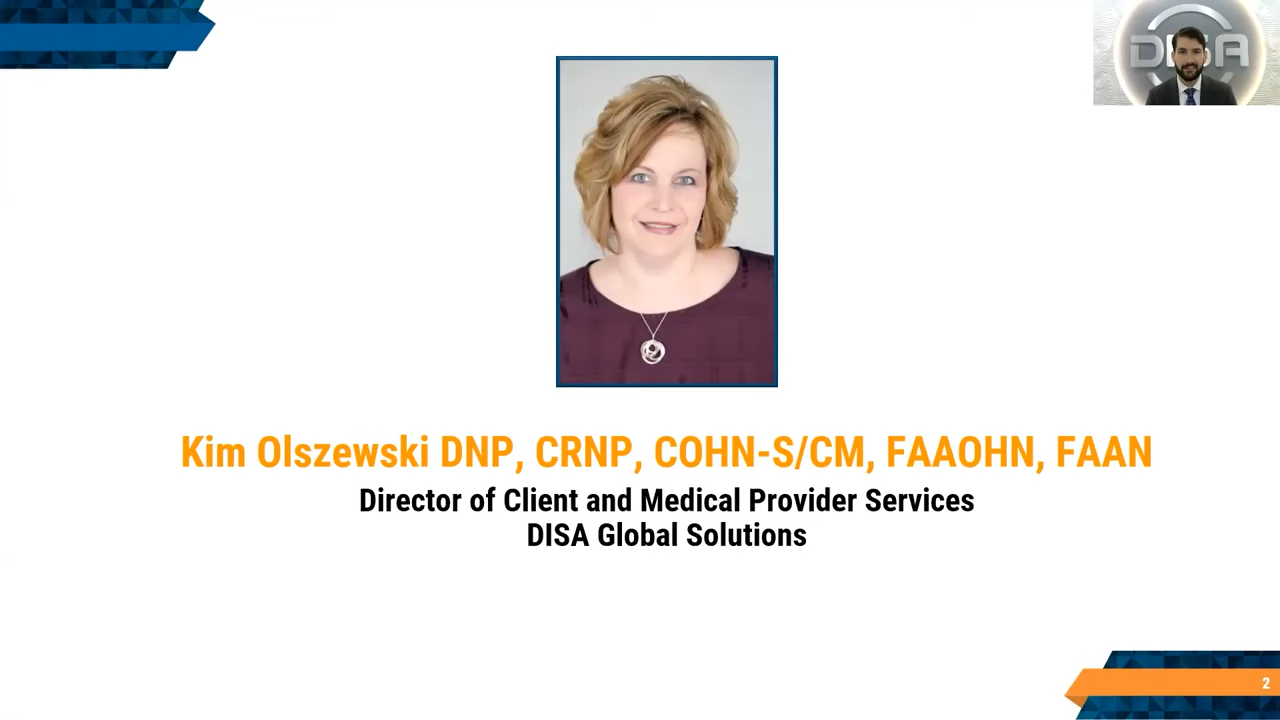 DISA
Kim Olszewski DNP, CRNP, COHN-S/CM, FAAOHN, FAAN
Director of Client and Medical Provider Services
DISA Global Solutions
2